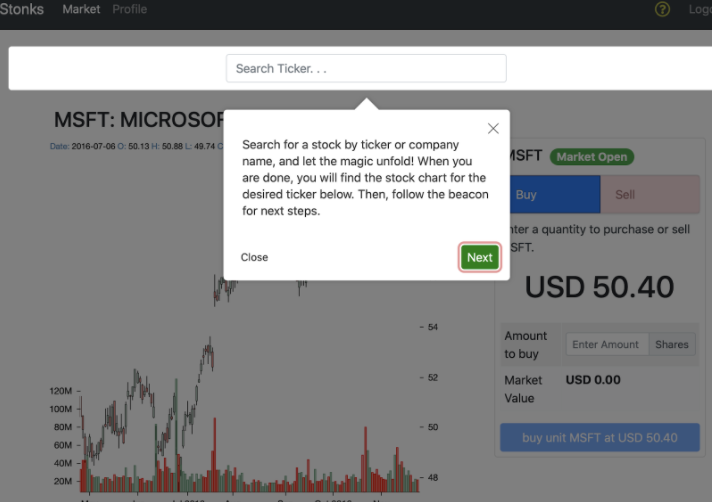 Stonks Market Profile
Search Ticker. . .
MSFT: MICROSOF
Date: 2016-07-06 O: 50.13 H: 50.88 L: 49.74
Search for a stock by ticker or company
name, and let the magic unfold! When you
are done, you will find the stock chart for the
desired ticker below. Then, follow the beacon
for next steps.
Close Next
MSFT Market Open
Buy Sell
nter a quantity to purchase or sell
SFT.
USD 50.40
Amount
to buy
Enter Amount Shares
Market
Value
USD 0.00
buy unit MSFT at USD 50.40
54
52
50
48
120M
100M
80M
60M
40M
20M